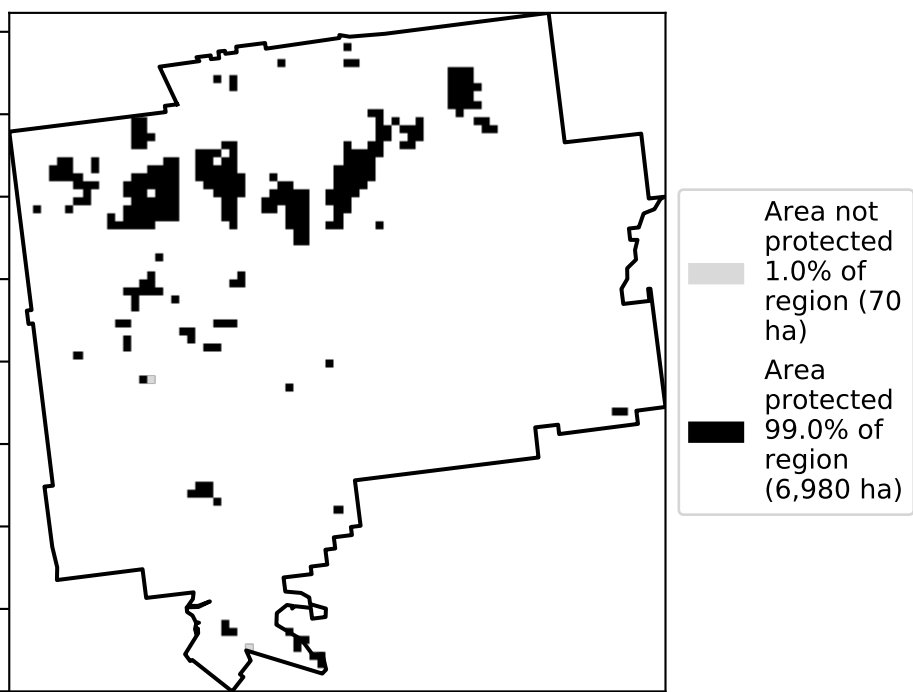 Area not
protected
1.0% of
region (70
ha)
Area
protected
99.0% of
region
(6,980 ha)